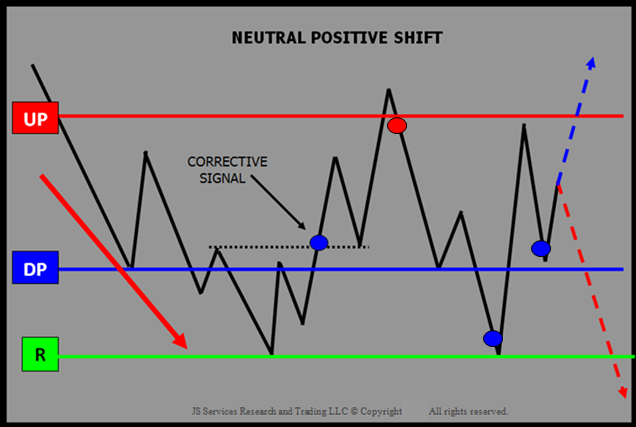 NEUTRAL POSITIVE SHIFT
UP
CORRECTIVE
SIGNAL
DP
R
JS Services Research and Trading LLC © Copyright All rights reserved.